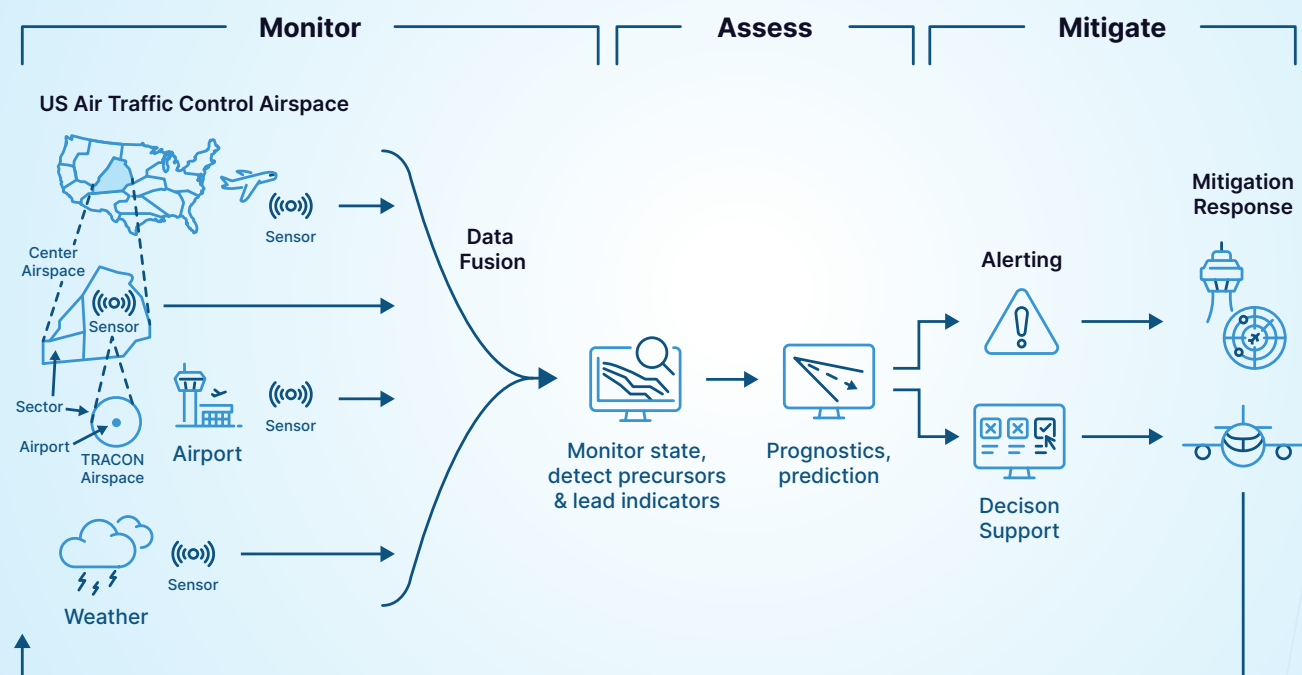 Monitor
Assess
Mitigate
US Air Traffic Control Airspace
Sensor
Center
Airspace
Sensor
Sector
Airport
TRACON
Airspace
Airport
Sensor
Weather
Sensor
Data
Fusion
Monitor state,
detect precursors
& lead indicators
Prognostics,
prediction
Alerting
Decison
Support
Mitigation
Response